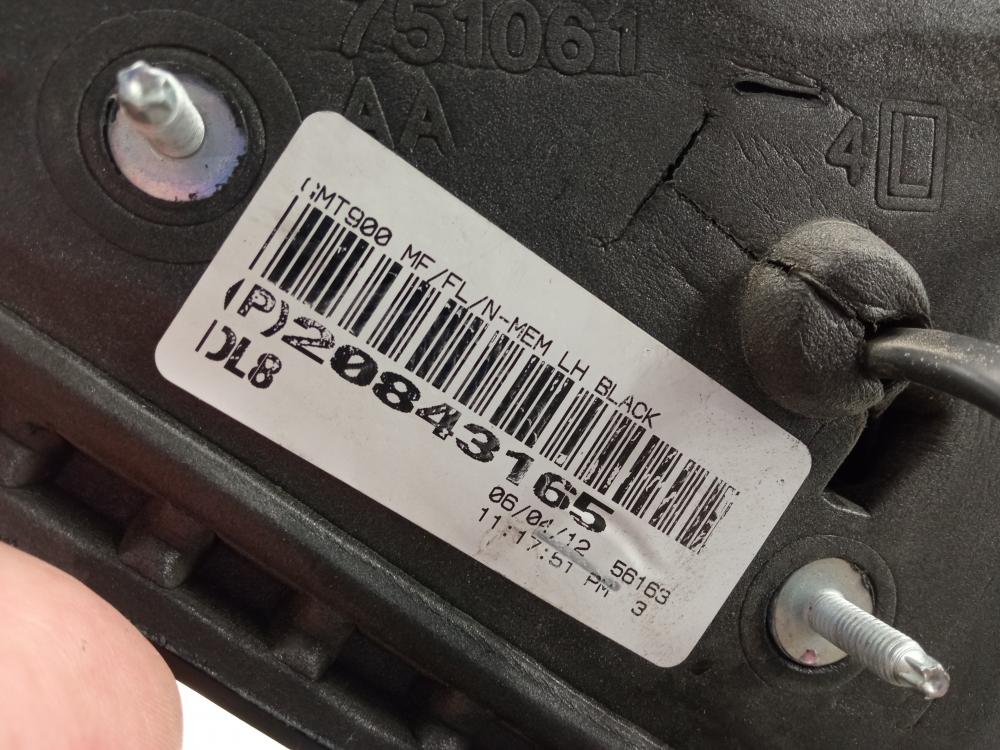 751061
AA
4 L
GMT900 MF/FL/N-MEM LH BLACK
(P)20843165
DL8
06/04/12 56163
11:17:51 PM 3